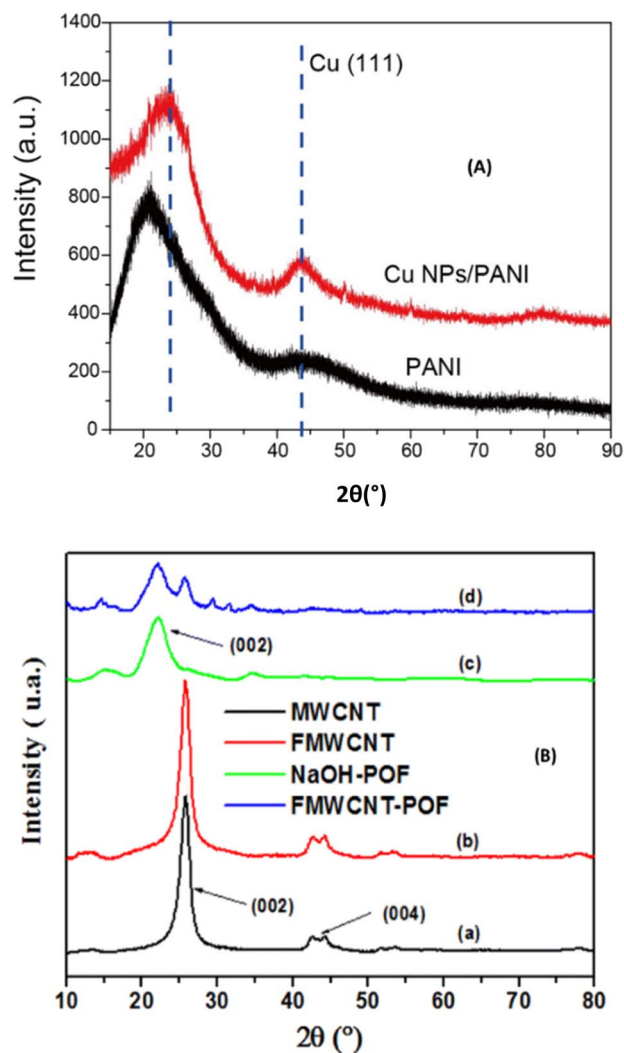 1400
1200
1000
800
600
400
200
0
Intensity (a.u.)
Cu (111)
(A)
Cu NPs/PANI
PANI
20 30 40 50 60 70 80 90
2θ(°)
(d)
(002)
(c)
MWCNT
FMWCNT
NaOH-POF
FMWCNT-POF
(B)
(b)
(002)
(004)
(a)
Intensity ( u.a.)
10 20 30 40 50 60 70 80
2θ (°)